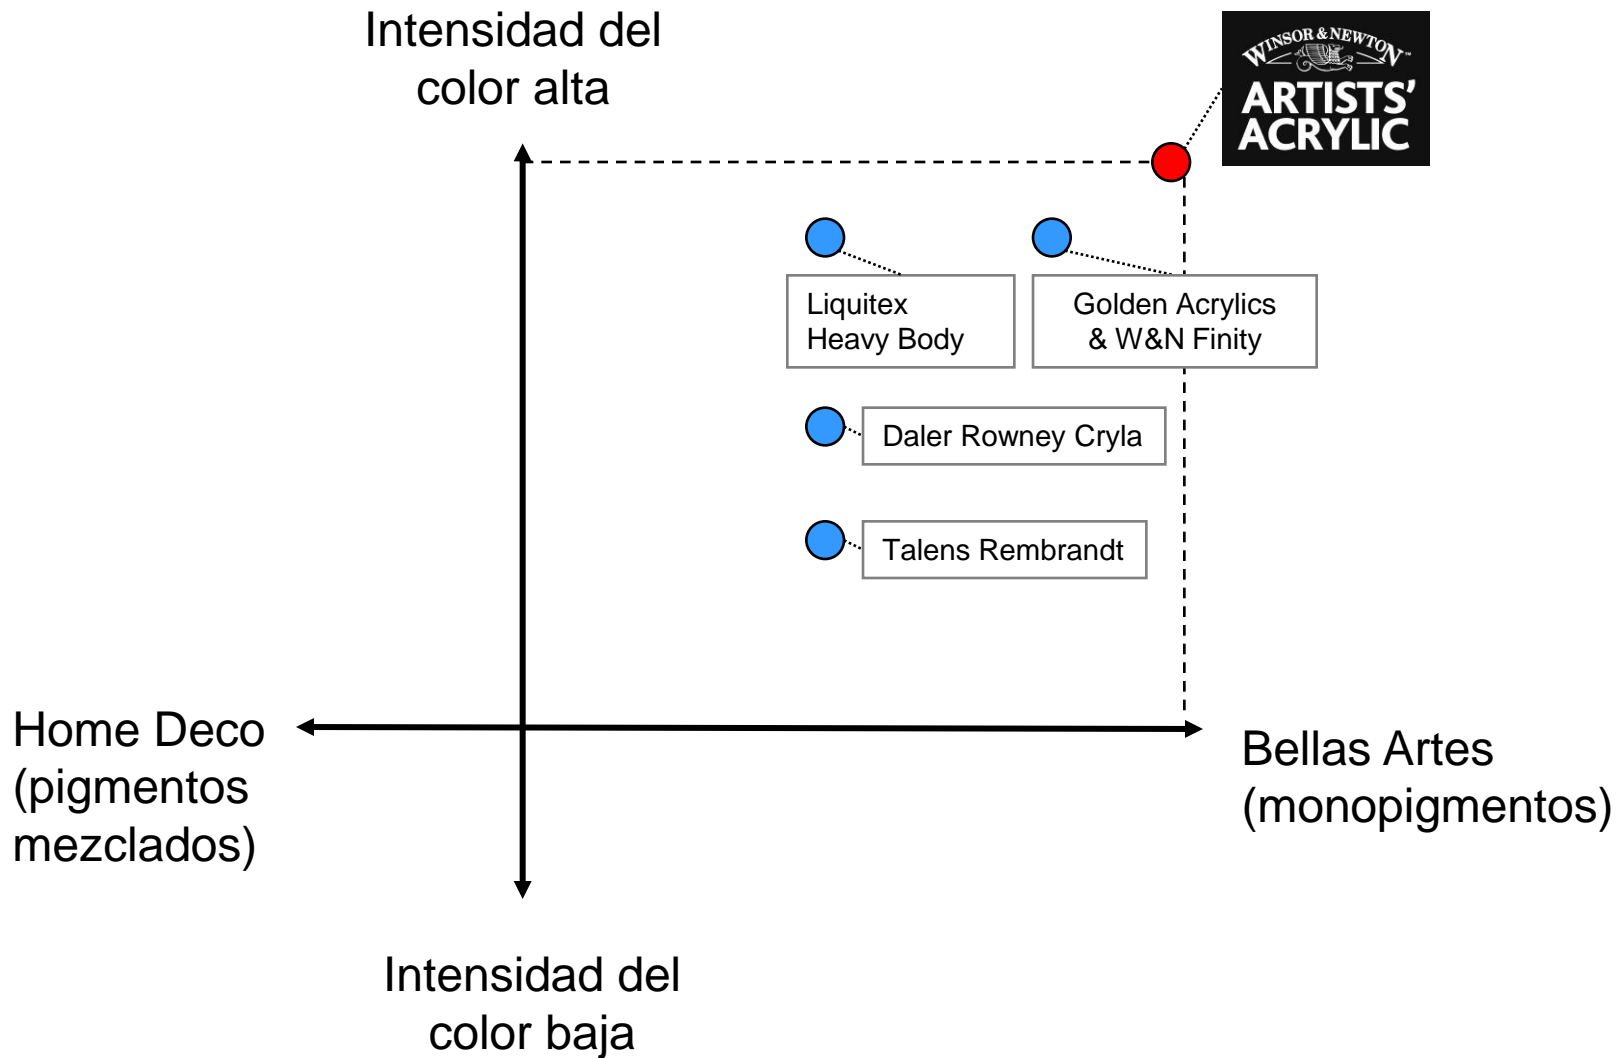 Intensidad del
color alta
WINSOR & NEWTON™
ARTISTS’
ACRYLIC
Liquitex
Heavy Body
Golden Acrylics
& W&N Finity
Daler Rowney Cryla
Talens Rembrandt
Home Deco
(pigmentos
mezclados)
Bellas Artes
(monopigmentos)
Intensidad del
color baja